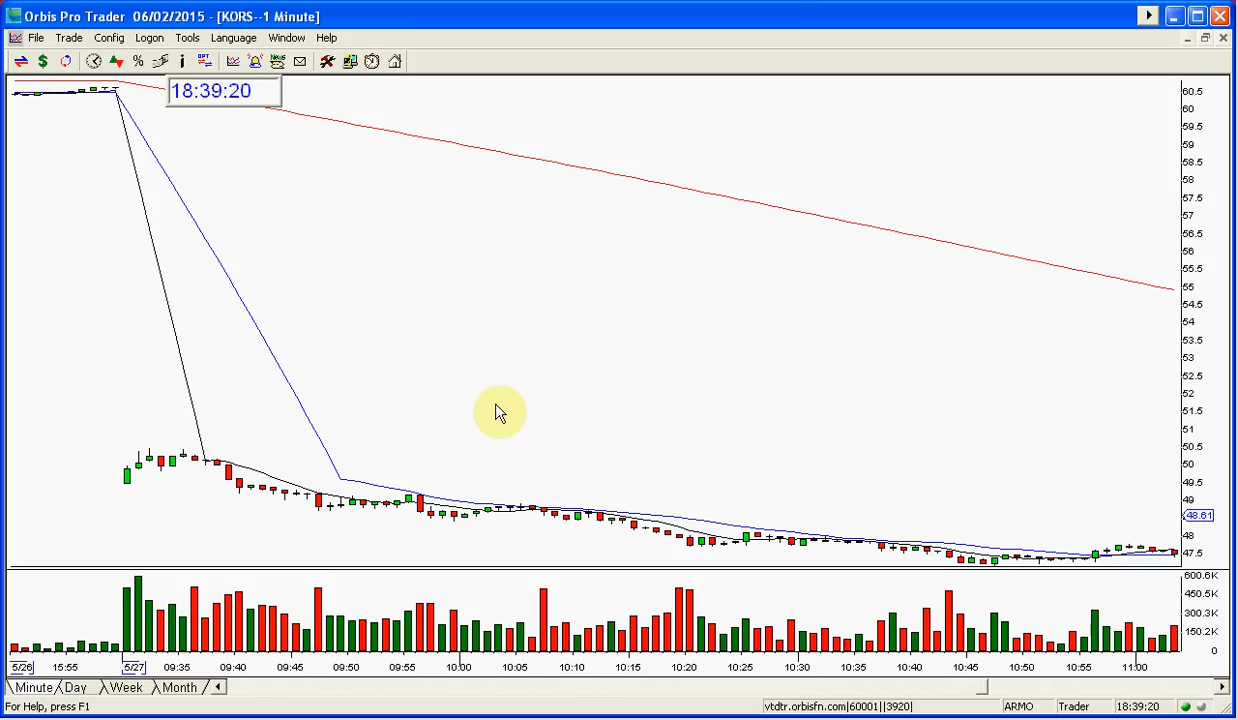 Orbis Pro Trader 06/02/2015 - [KORS--1 Minute]
File Trade Config Logon Tools Language Window Help
$ % i OPT News
18:39:20
60.5
60
59.5
59
58.5
58
57.5
57
56.5
56
55.5
55
54.5
54
53.5
53
52.5
52
51.5
51
50.5
50
49.5
49
48.61
48
47.5
600.6K
450.5K
300.3K
150.2K
0
5/26 15:55 5/27 09:35 09:40 09:45 09:50 09:55 10:00 10:05 10:10 10:15 10:20 10:25 10:30 10:35 10:40 10:45 10:50 10:55 11:00
Minute Day Week Month
For Help, press F1 vtdtr.orbisfn.com|60001||3920| ARMO Trader 18:39:20